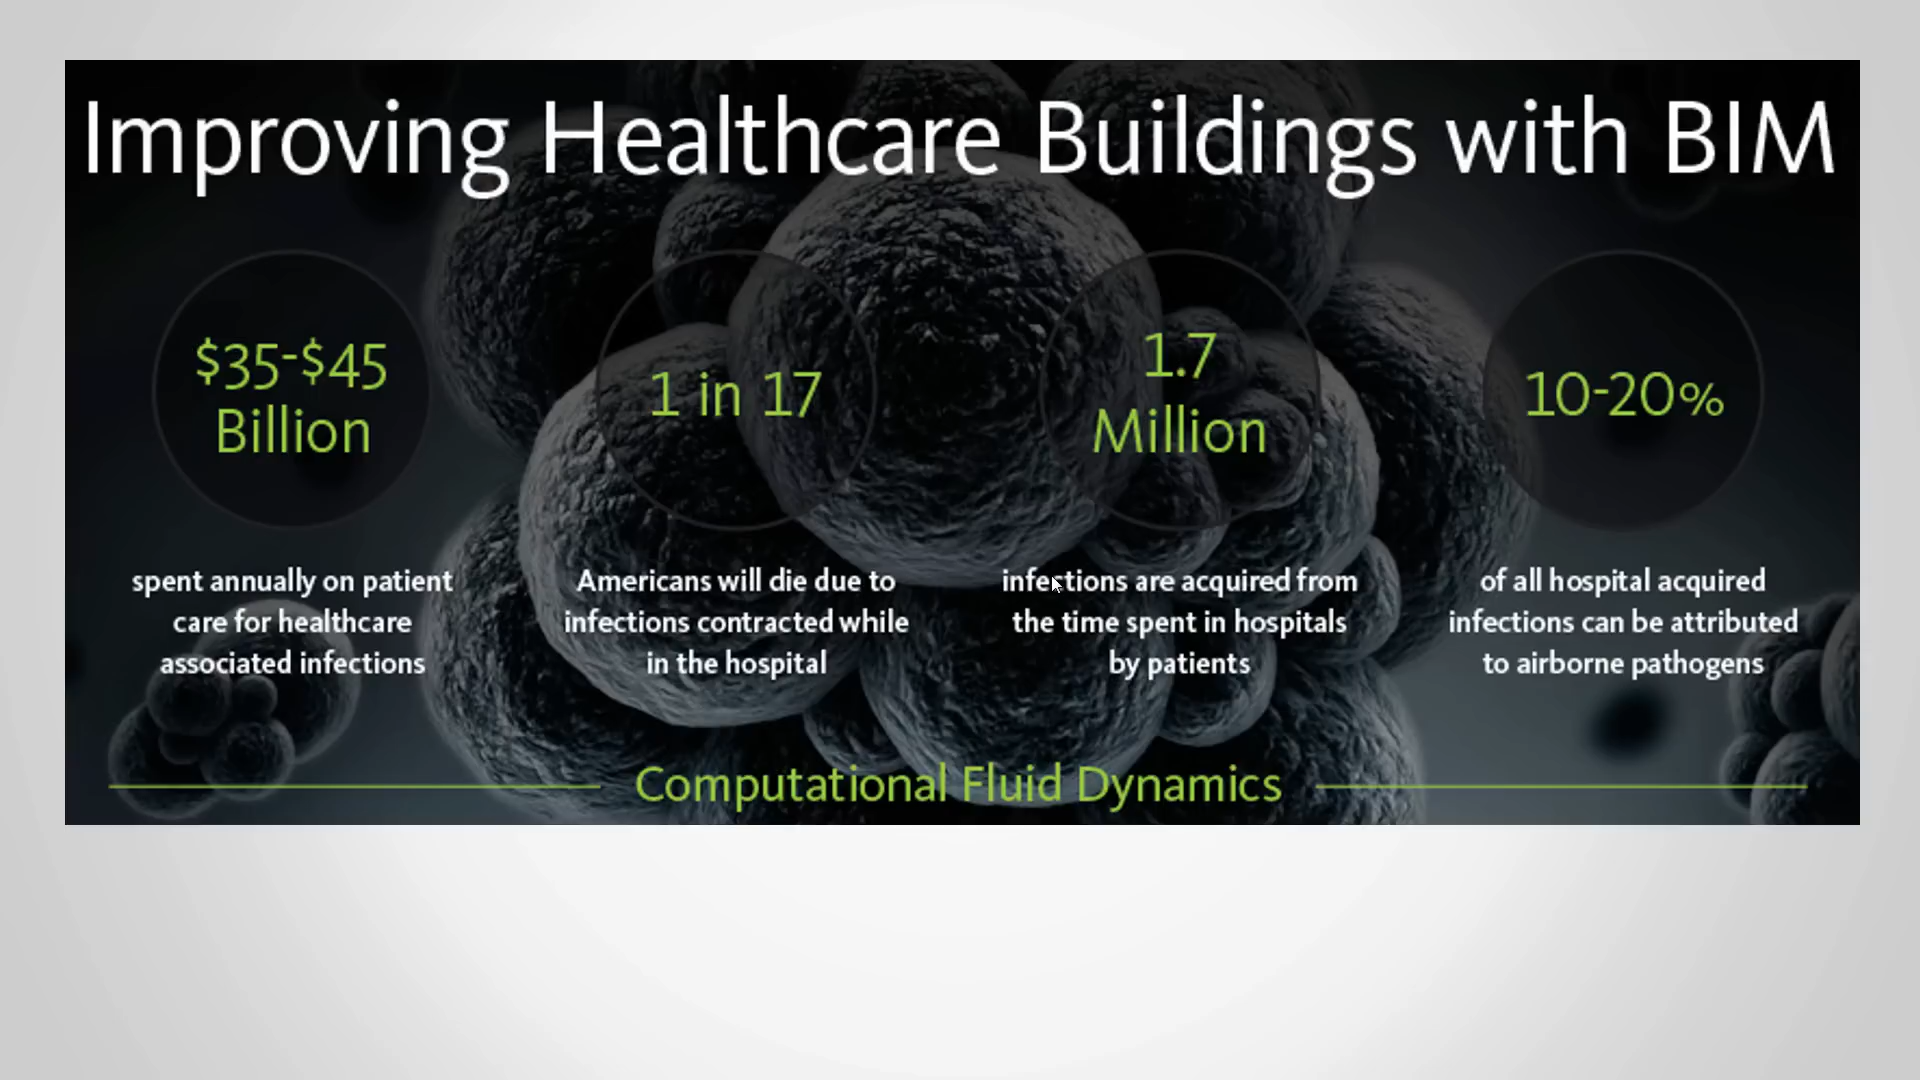 Improving Healthcare Buildings with BIM
$35-$45
Billion
spent annually on patient
care for healthcare
associated infections
1 in 17
Americans will die due to
infections contracted while
in the hospital
1.7
Million
infections are acquired from
the time spent in hospitals
by patients
10-20%
of all hospital acquired
infections can be attributed
to airborne pathogens
Computational Fluid Dynamics